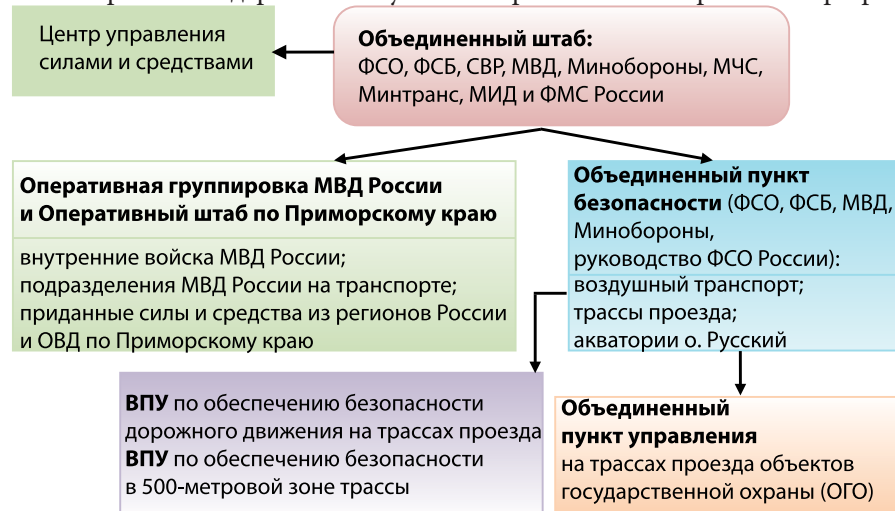 Центр управления
силами и средствами
Объединенный штаб:
ФСО, ФСБ, СВР, МВД, Минобороны, МЧС,
Минтранс, МИД и ФМС России
Оперативная группировка МВД России
и Оперативный штаб по Приморскому краю
внутренние войска МВД России;
подразделения МВД России на транспорте;
приданные силы и средства из регионов России
и ОВД по Приморскому краю
Объединенный пункт
безопасности (ФСО, ФСБ, МВД,
Минобороны,
руководство ФСО России):
воздушный транспорт;
трассы проезда;
акватории о. Русский
ВПУ по обеспечению безопасности
дорожного движения на трассах проезда
ВПУ по обеспечению безопасности
в 500-метровой зоне трассы
Объединенный
пункт управления
на трассах проезда объектов
государственной охраны (ОГО)